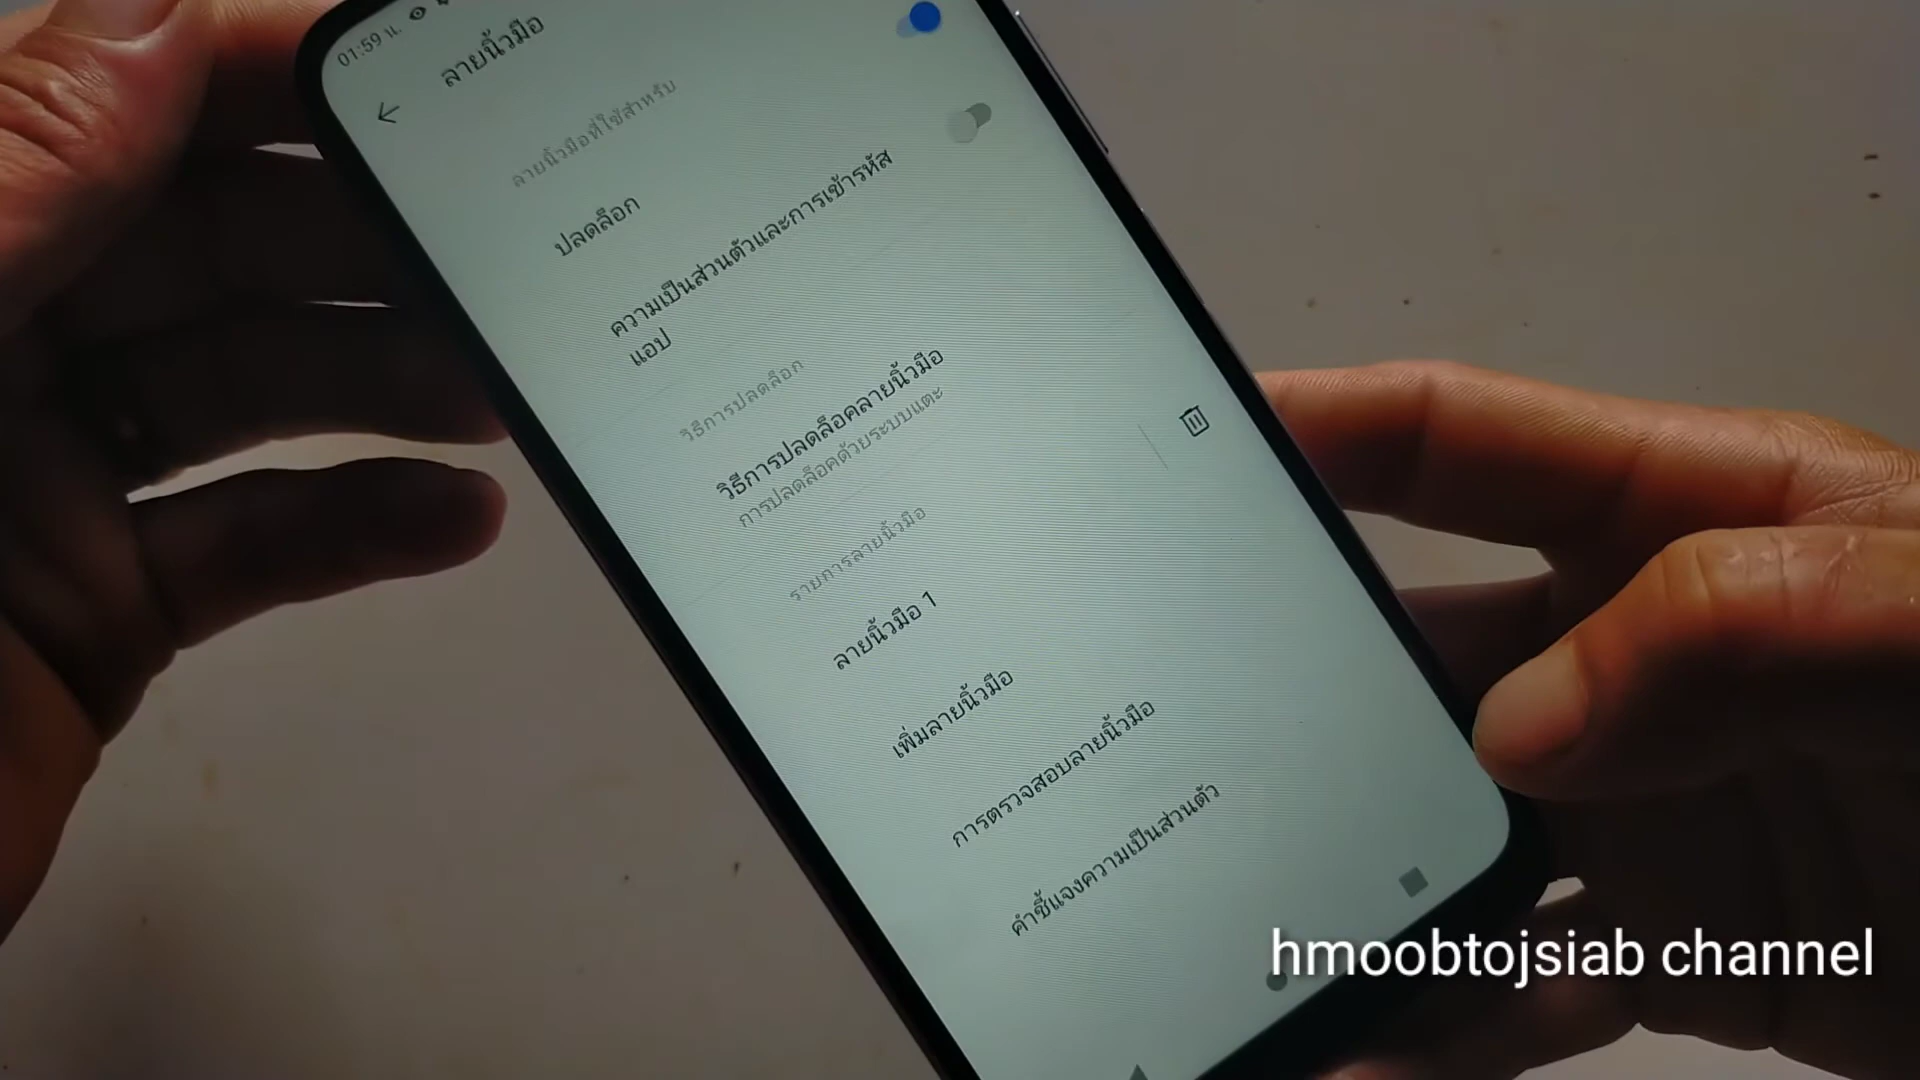 01:59 น.
ลายนิ้วมือ
ลายนิ้วมือที่ใช้สำหรับ
ปลดล็อก
ความเป็นส่วนตัวและการเข้ารหัส
แอป
วิธีการปลดล็อก
วิธีการปลดล็อคลายนิ้วมือ
การปลดล็อคด้วยระบบแตะ
รายการลายนิ้วมือ
ลายนิ้วมือ 1
เพิ่มลายนิ้วมือ
การตรวจสอบลายนิ้วมือ
คำชี้แจงความเป็นส่วนตัว
hmoobtojsiab channel